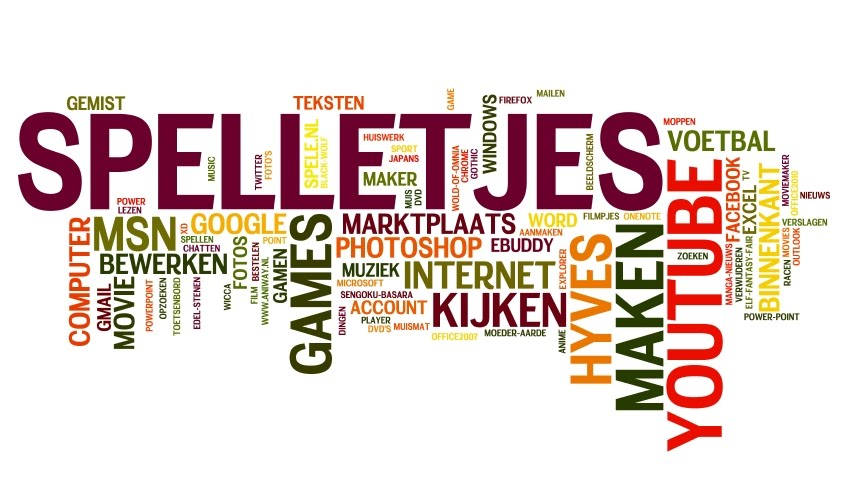 GEMIST
TEKSTEN
GAME
FIREFOX
MAILEN
SPELLETJES
MUSIC
TWITTER
FOTO'S
SPELE.NL
BLACK-WOLF
HUISWERK
SPORT
JAPANS
MAKER
MUIS
DVD
WOLD-OF-OMNIA
CHROME
GOTHIC
WINDOWS
BEELDSCHERM
MOPPEN
VOETBAL
POWER
LEZEN
COMPUTER
MSN
XD
GOOGLE
SPELLEN
CHATTEN
POINT
BEWERKEN
GMAIL
MOVIE
POWERPOINT
OPZOEKEN
TOETSENBORD
EDEL-STENEN
WICCA
FOTOS
FILM
BESTELEN
WWW.AMWAY.NL
GAMEN
GAMES
MARKTPLAATS
WORD
FILMPJES
ONENOTE
AANMAKEN
PHOTOSHOP
EBUDDY
MUZIEK
INTERNET
MICROSOFT
SENGOKU-BASARA
ACCOUNT
KIJKEN
DINGEN
PLAYER
DVD'S
MUISMAT
OFFICE2007
MOEDER-AARDE
EXPLORER
ANIME
HYVES
MAKEN
YOUTUBE
ZOEKEN
FACEBOOK
MANGA-NIEUWS
VERWIJDEREN
ELF-FANTASY-FAIR
EXCEL
TV
BINNENKANT
POWER-POINT
RACEN
MOVIES
MOVIEMAKER
OFFICE2010
OUTLOOK
NIEUWS
VERSLAGEN